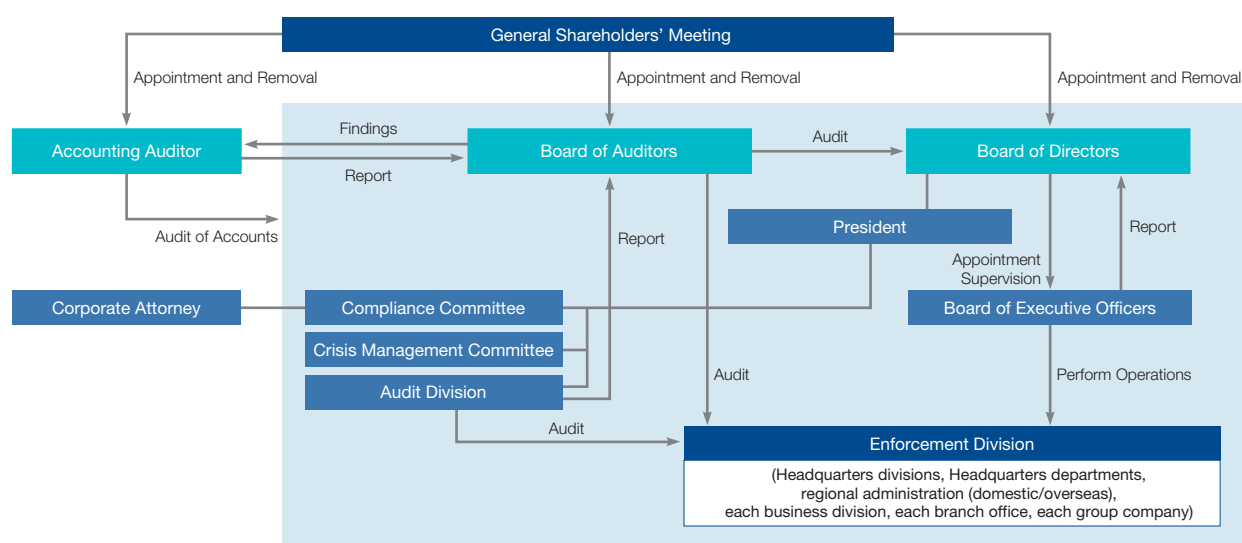 General Shareholders' Meeting
Appointment and Removal
Appointment and Removal
Appointment and Removal
Accounting Auditor
Findings
Report
Board of Auditors
Audit
Board of Directors
Audit of Accounts
Report
President
Report
Appointment
Supervision
Corporate Attorney
Compliance Committee
Board of Executive Officers
Crisis Management Committee
Audit Division
Audit
Perform Operations
Audit
Enforcement Division
(Headquarters divisions, Headquarters departments,
regional administration (domestic/overseas),
each business division, each branch office, each group company)